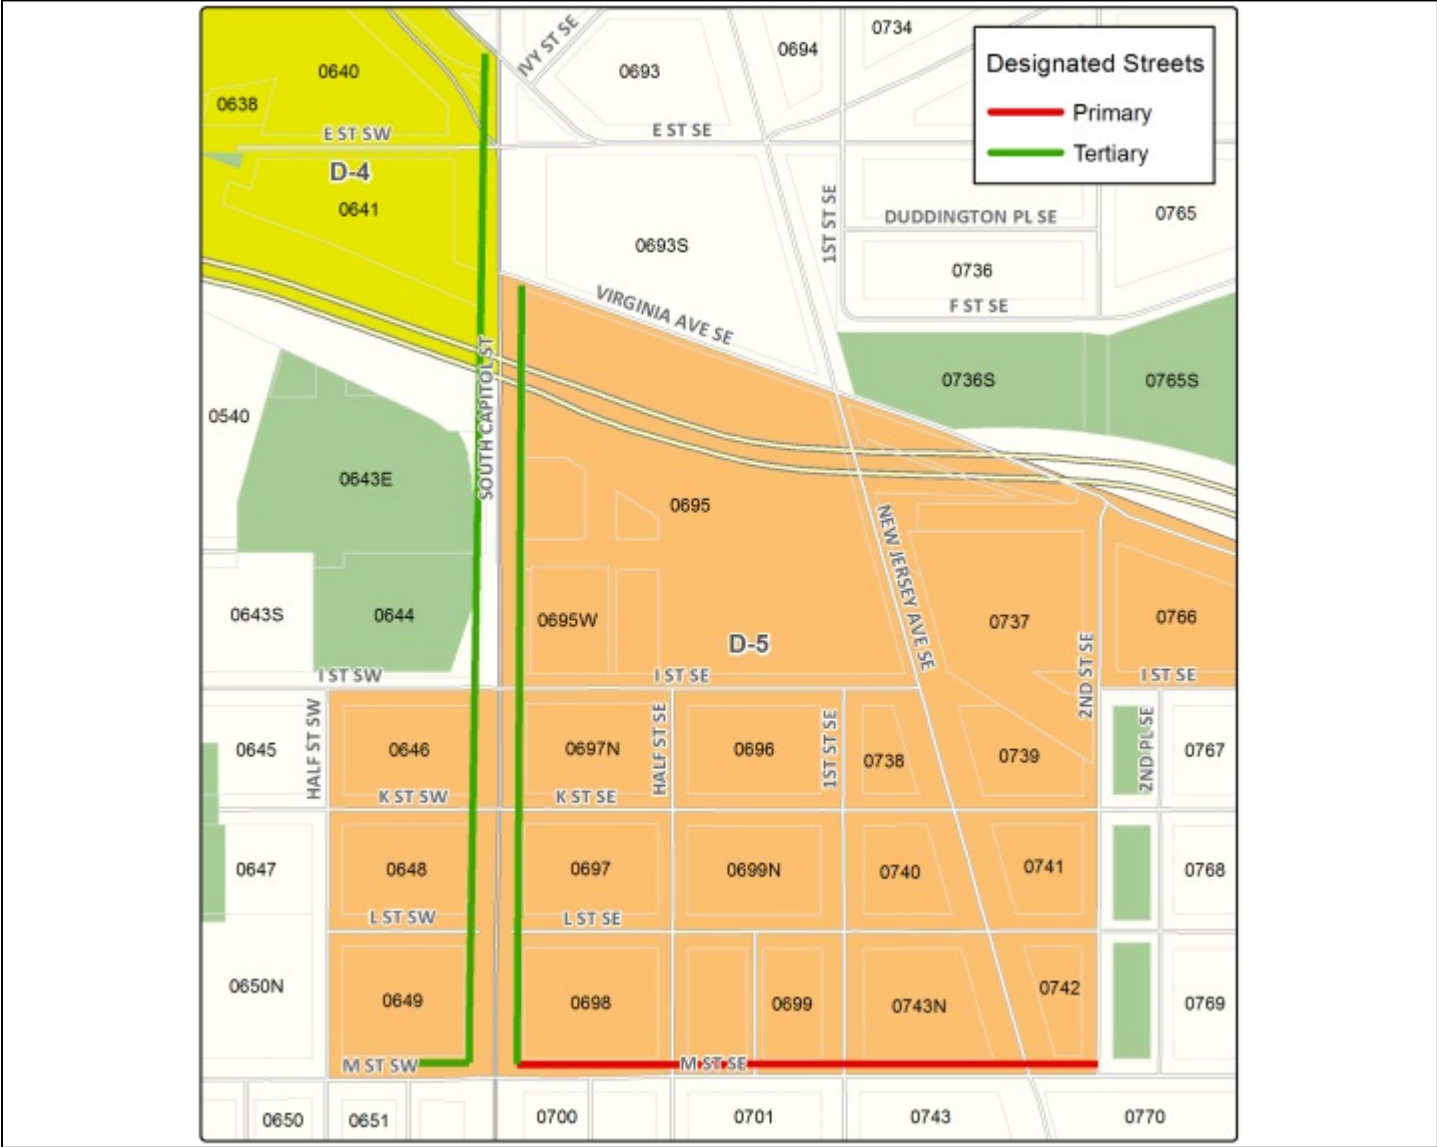 0734
0694
IVY ST SE
0640
0693
0638
Designated Streets
Primary
Tertiary
E ST SW
E ST SE
D-4
0641
1ST ST SE
DUDDINGTON PL SE
0765
0693S
0736
F ST SE
VIRGINIA AVE SE
SOUTH CAPITOL ST
0736S
0765S
0540
0643E
0695
NEW JERSEY AVE SE
0643S
0644
0695W
D-5
0737
0766
2ND ST SE
I ST SW
I ST SE
I ST SE
HALF ST SW
HALF ST SE
1ST ST SE
2ND PL SE
0645
0646
0697N
0696
0738
0739
0767
K ST SW
K ST SE
0647
0648
0697
0699N
0740
0741
0768
L ST SW
L ST SE
0650N
0649
0698
0699
0743N
0742
0769
M ST SW
M ST SE
0650
0651
0700
0701
0743
0770